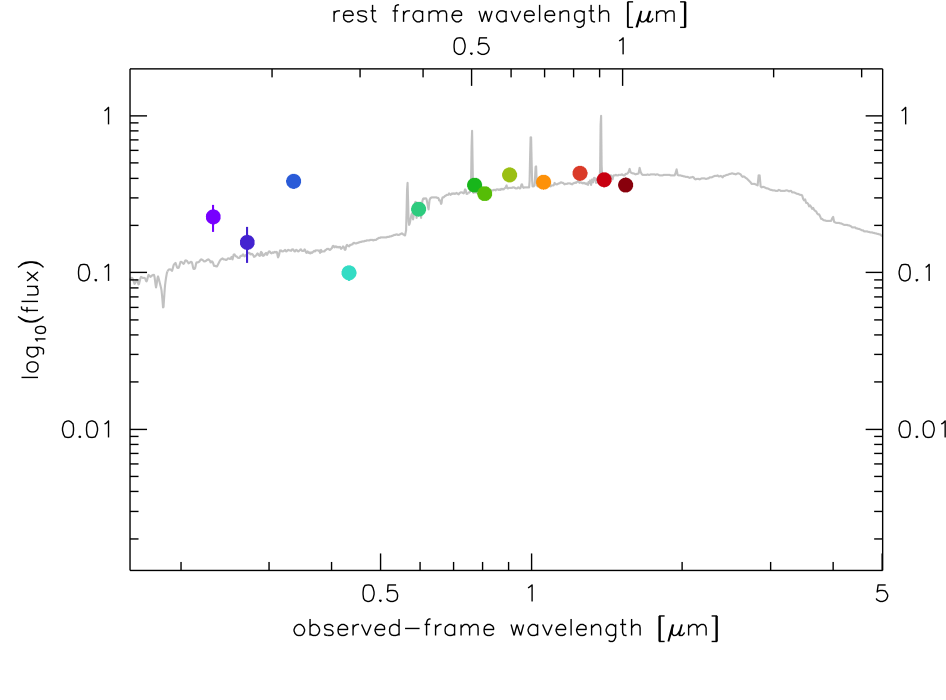 rest frame wavelength [μm]
0.5 1
1 1
0.1 0.1
log10(flux)
0.01 0.01
0.5 1 5
observed-frame wavelength [μm]